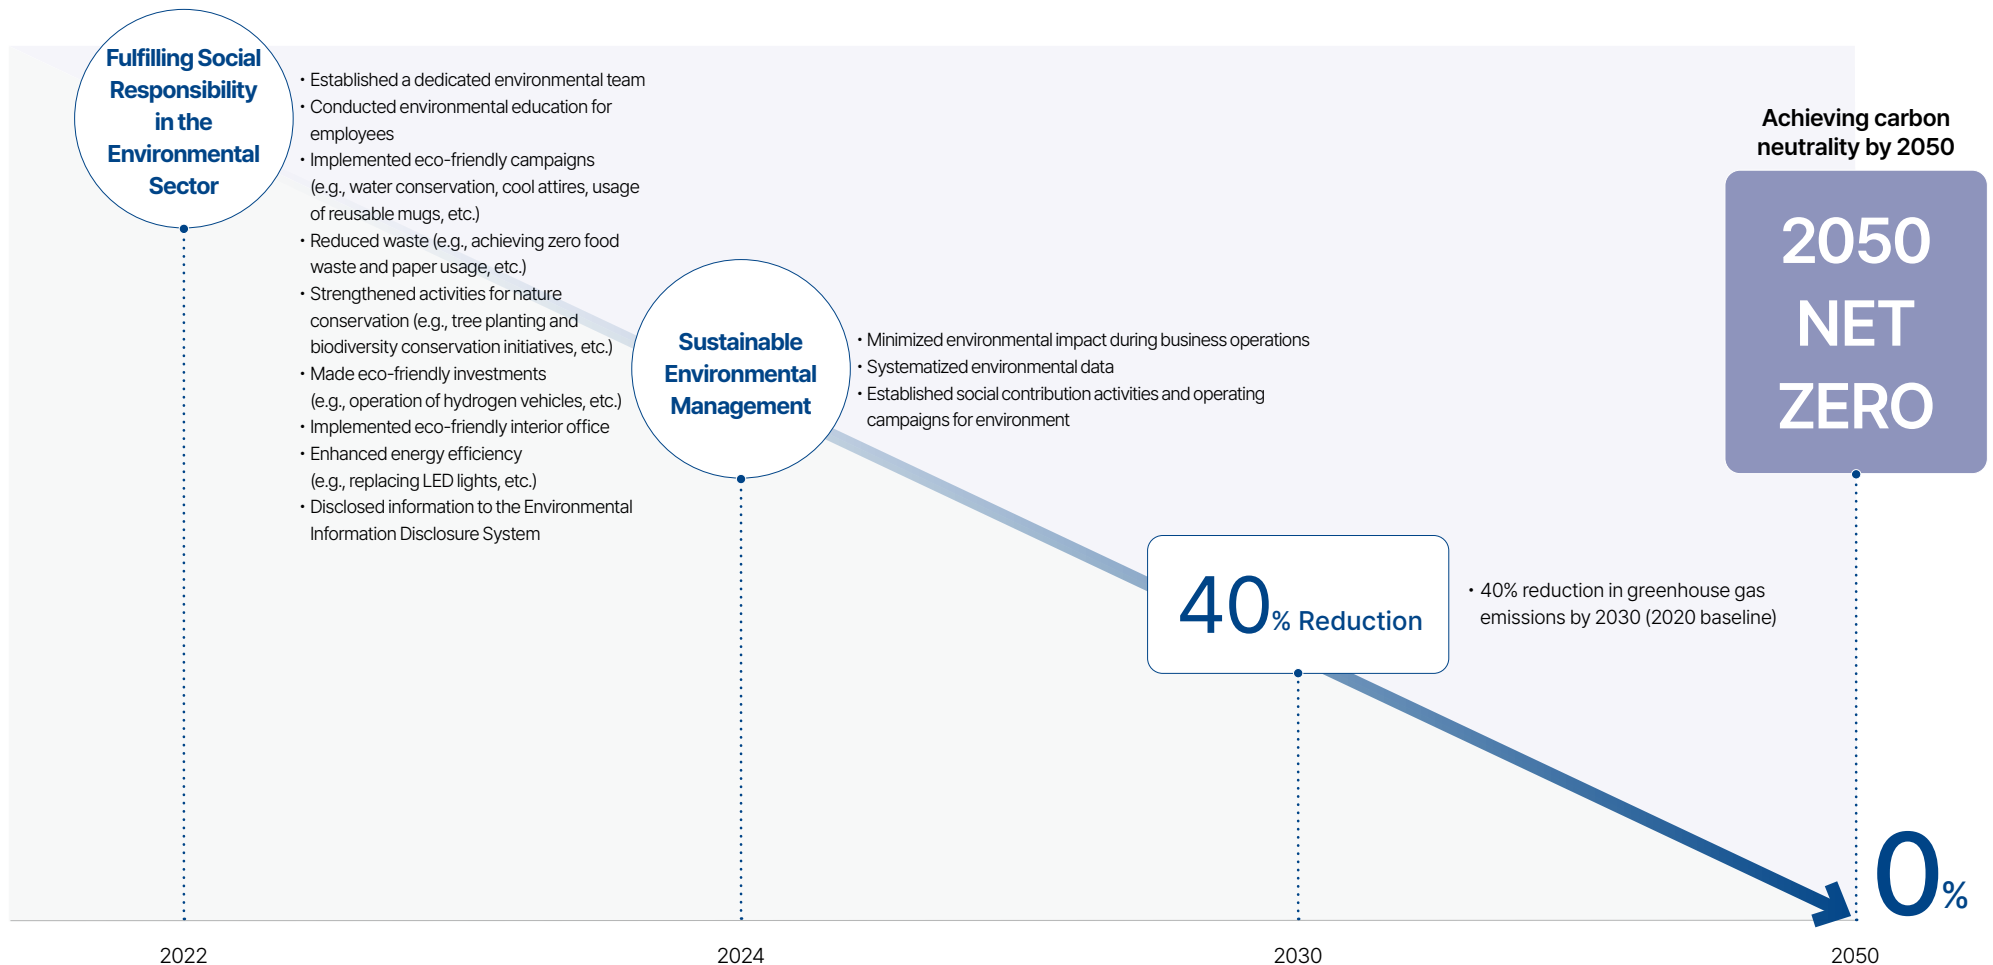 Fulfilling Social
Responsibility
in the
Environmental
Sector
· Established a dedicated environmental team
· Conducted environmental education for
employees
· Implemented eco-friendly campaigns
(e.g., water conservation, cool attires, usage
of reusable mugs, etc.)
· Reduced waste (e.g., achieving zero food
waste and paper usage, etc.)
· Strengthened activities for nature
conservation (e.g., tree planting and
biodiversity conservation initiatives, etc.)
· Made eco-friendly investments
(e.g., operation of hydrogen vehicles, etc.)
· Implemented eco-friendly interior office
· Enhanced energy efficiency
(e.g., replacing LED lights, etc.)
· Disclosed information to the Environmental
Information Disclosure System
Sustainable
Environmental
Management
· Minimized environmental impact during business operations
· Systematized environmental data
· Established social contribution activities and operating
campaigns for environment
40% Reduction
· 40% reduction in greenhouse gas
emissions by 2030 (2020 baseline)
Achieving carbon
neutrality by 2050
2050
NET
ZERO
0%
2022
2024
2030
2050